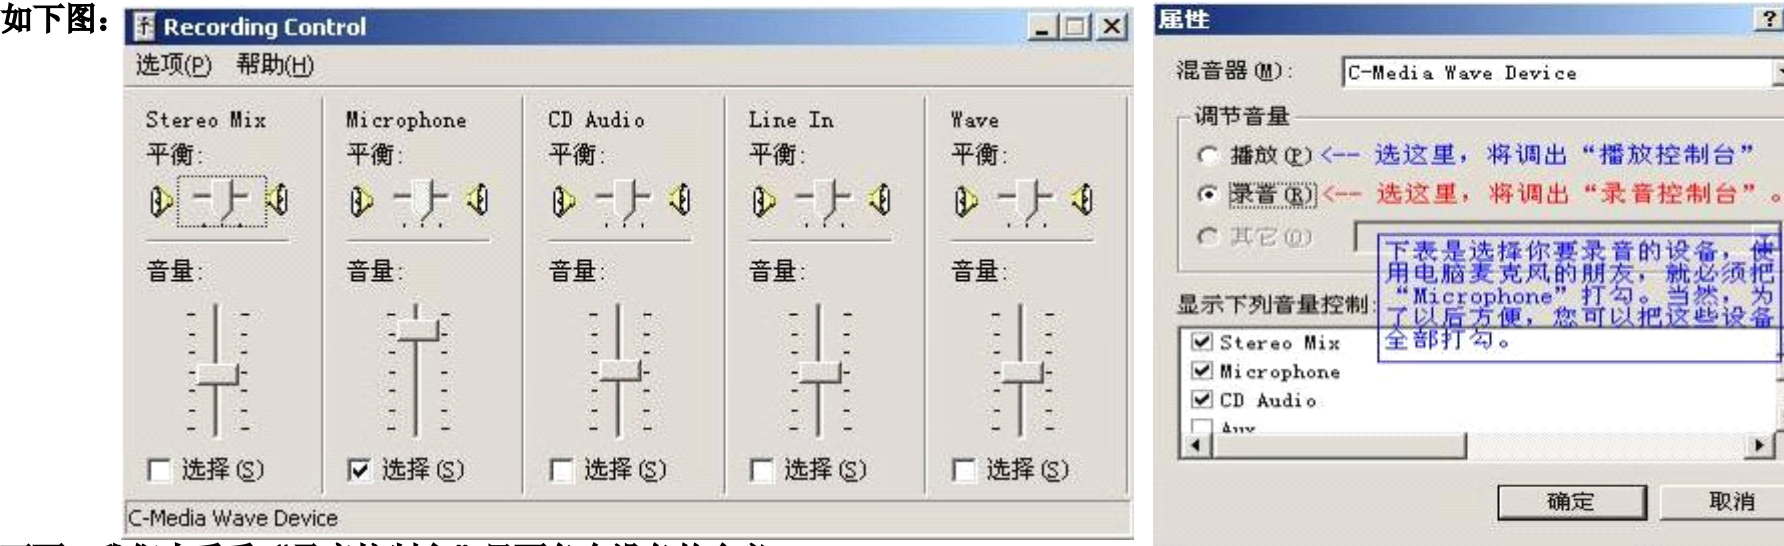 如下图：
Recording Control
选项(P) 帮助(H)
Stereo Mix Microphone CD Audio Line In Wave
平衡: 平衡: 平衡: 平衡: 平衡:
音量: 音量: 音量: 音量: 音量:
选择(S) 选择(S) 选择(S) 选择(S) 选择(S)
C-Media Wave Device
属性
混音器(M): C-Media Wave Device
调节音量
播放(P) <-- 选这里，将调出“播放控制台”
录音(R) <-- 选这里，将调出“录音控制台”。
其它(O)
下表是选择你要录音的设备，使
用电脑麦克风的朋友，就必须把
“Microphone”打勾。当然，为
了以后方便，您可以把这些设备
全部打勾。
显示下列音量控制:
Stereo Mix
Microphone
CD Audio
Aux
确定 取消